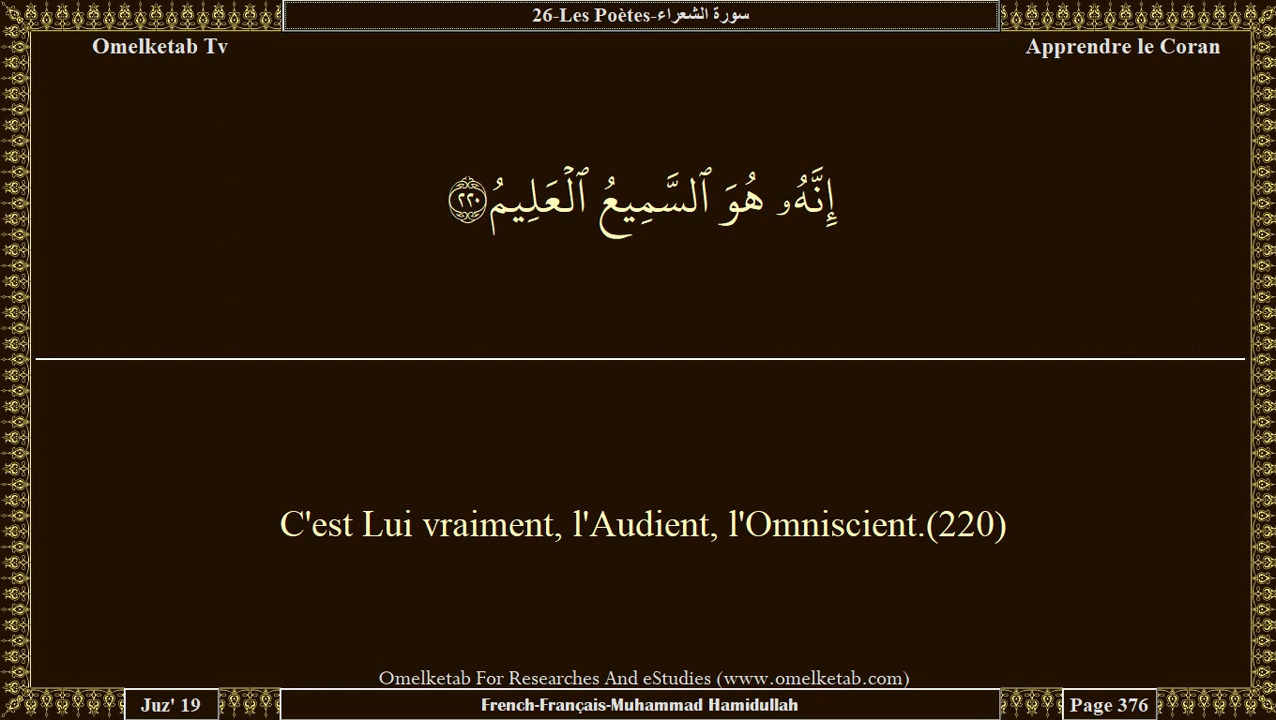 26-Les Poètes-سورة الشعراء
Omelketab Tv
Apprendre le Coran
إِنَّهُۥ هُوَ ٱلسَّمِيعُ ٱلْعَلِيمُ ٢٢٠
C'est Lui vraiment, l'Audient, l'Omniscient.(220)
Omelketab For Researches And eStudies (www.omelketab.com)
Juz' 19
French-Français-Muhammad Hamidullah
Page 376